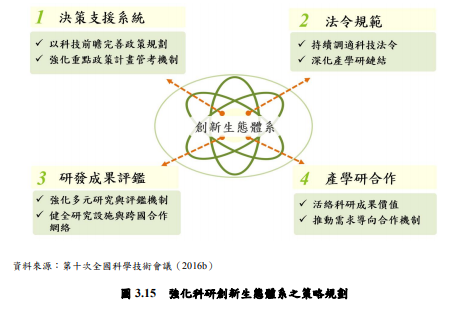 1 決策支援系統
✓ 以科技前瞻完善政策規劃
✓ 強化重點政策計畫管考機制
2 法令規範
✓ 持續調適科技法令
✓ 深化產學研鏈結
創新生態體系
3 研發成果評鑑
✓ 強化多元研究與評鑑機制
✓ 健全研究設施與跨國合作
網絡
4 產學研合作
✓ 活絡科研成果價值
✓ 推動需求導向合作機制
資料來源：第十次全國科學技術會議（2016b）
圖 3.15 強化科研創新生態體系之策略規劃